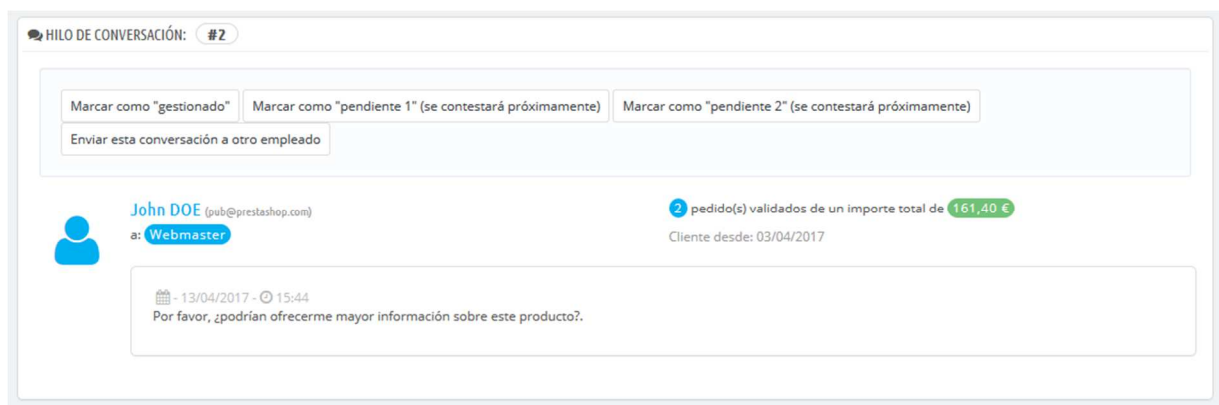 HILO DE CONVERSACIÓN: #2
Marcar como "gestionado" Marcar como "pendiente 1" (se contestará próximamente) Marcar como "pendiente 2" (se contestará próximamente)
Enviar esta conversación a otro empleado
John DOE (pub@prestashop.com)
a: Webmaster
2 pedido(s) validados de un importe total de 161,40 €
Cliente desde: 03/04/2017
- 13/04/2017 - 15:44
Por favor, ¿podrían ofrecerme mayor información sobre este producto?.